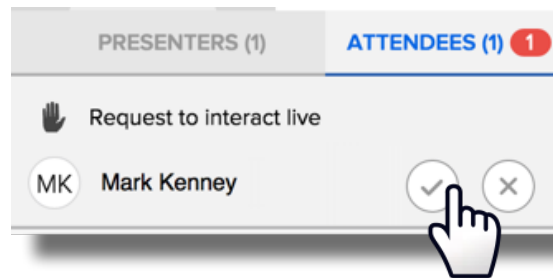 PRESENTERS (1) ATTENDEES (1) 1
Request to interact live
MK Mark Kenney